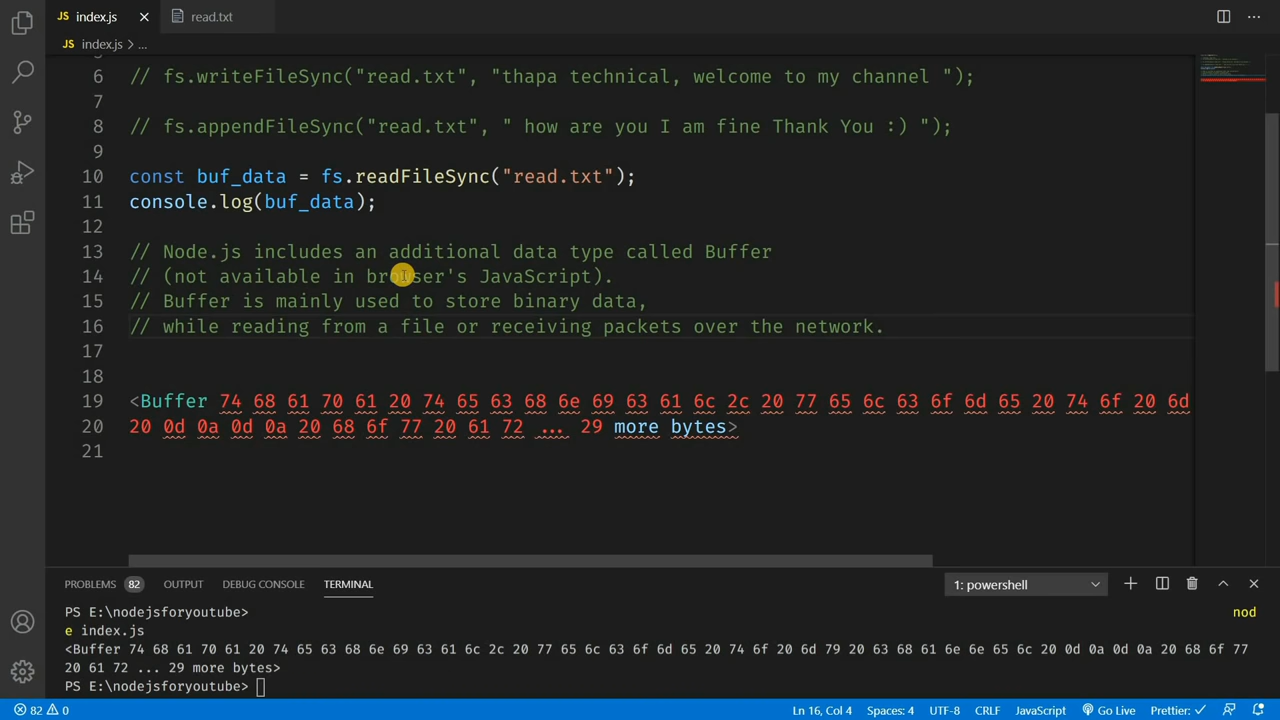 JS index.js × read.txt
JS index.js > ...
6 // fs.writeFileSync("read.txt", "thapa technical, welcome to my channel ");
7
8 // fs.appendFileSync("read.txt", " how are you I am fine Thank You :) ");
9
10 const buf_data = fs.readFileSync("read.txt");
11 console.log(buf_data);
12
13 // Node.js includes an additional data type called Buffer
14 // (not available in browser's JavaScript).
15 // Buffer is mainly used to store binary data,
16 // while reading from a file or receiving packets over the network.
17
18
19 <Buffer 74 68 61 70 61 20 74 65 63 68 6e 69 63 61 6c 2c 20 77 65 6c 63 6f 6d 65 20 74 6f 20 6d
20 20 0d 0a 0d 0a 20 68 6f 77 20 61 72 ... 29 more bytes>
21
PROBLEMS 82 OUTPUT DEBUG CONSOLE TERMINAL 1: powershell
PS E:\nodejsforyoutube> nod
e index.js
<Buffer 74 68 61 70 61 20 74 65 63 68 6e 69 63 61 6c 2c 20 77 65 6c 63 6f 6d 65 20 74 6f 20 6d 79 20 63 68 61 6e 6e 65 6c 20 0d 0a 0d 0a 20 68 6f 77
20 61 72 ... 29 more bytes>
PS E:\nodejsforyoutube>
82 0 Ln 16, Col 4 Spaces: 4 UTF-8 CRLF JavaScript Go Live Prettier: ✓